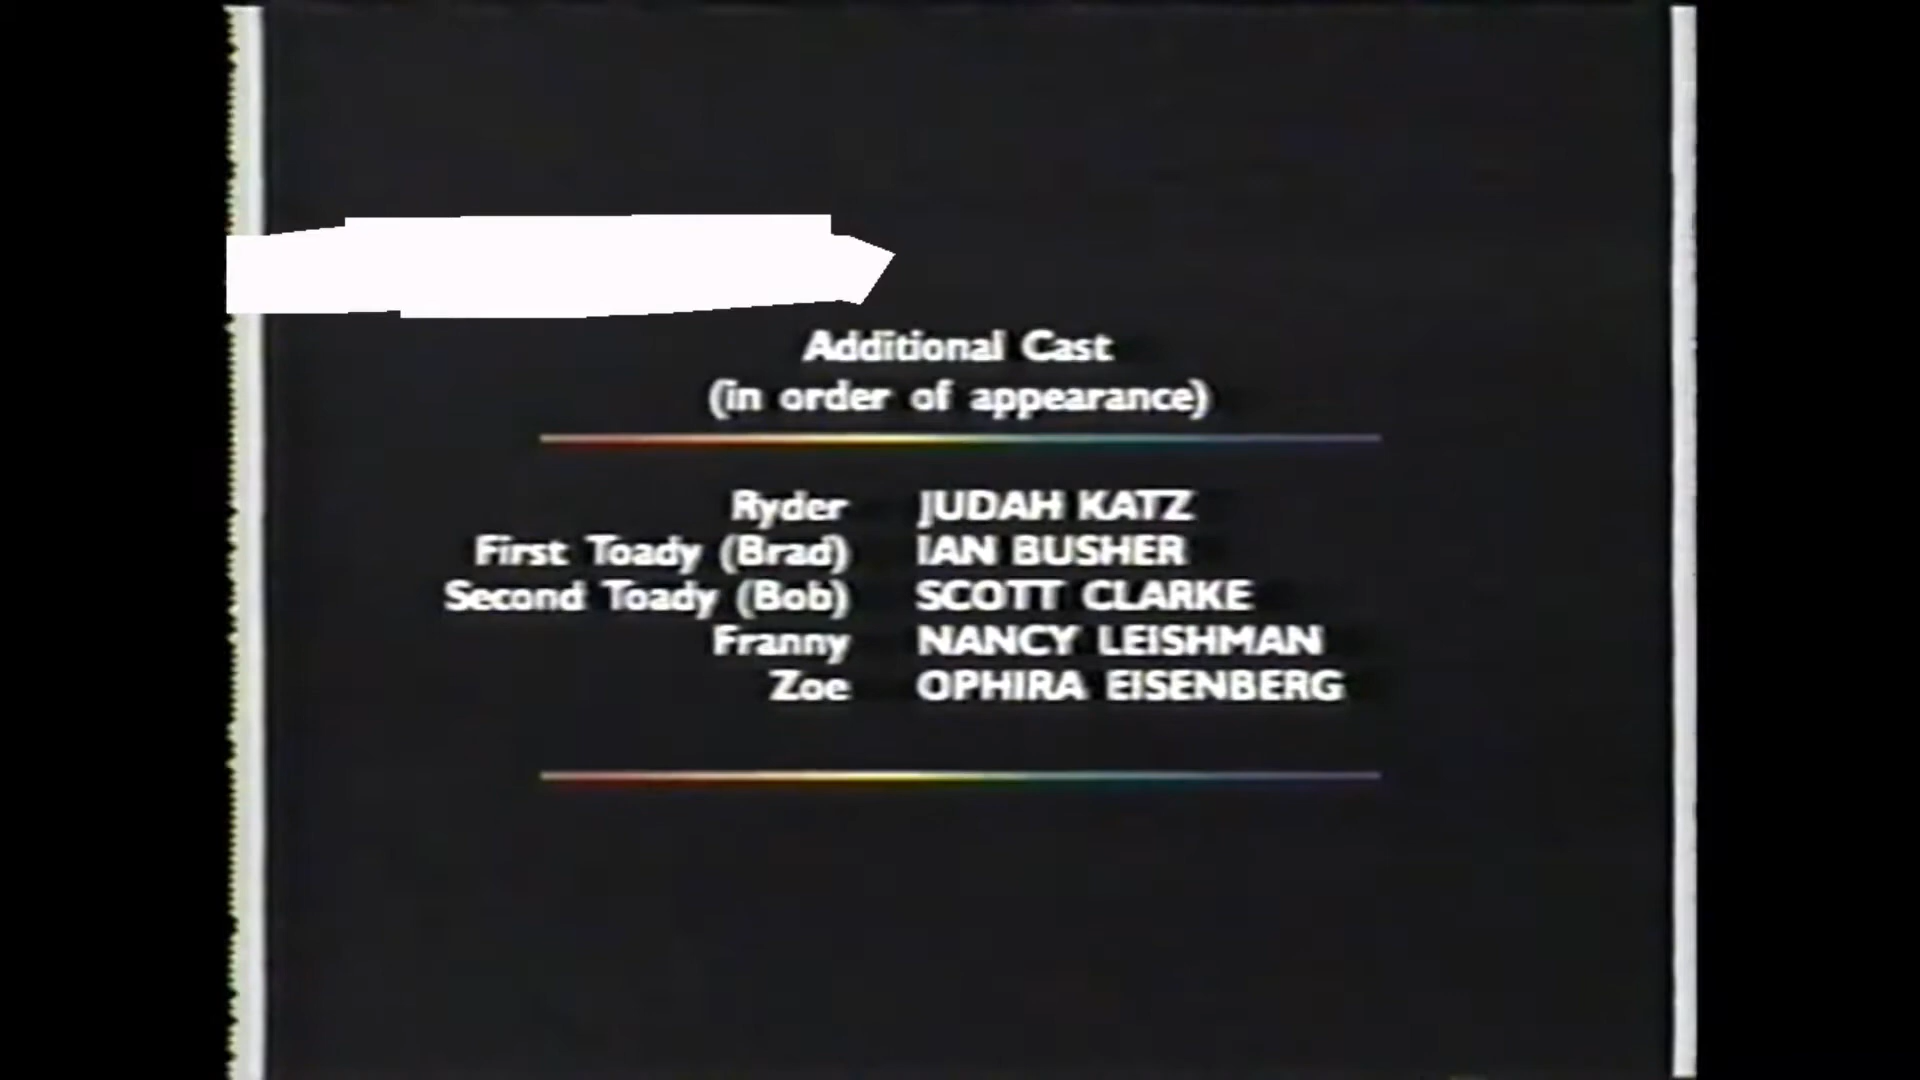 Additional Cast
(in order of appearance)
Ryder JUDAH KATZ
First Toady (Brad) IAN BUSHER
Second Toady (Bob) SCOTT CLARKE
Franny NANCY LEISHMAN
Zoe OPHIRA EISENBERG